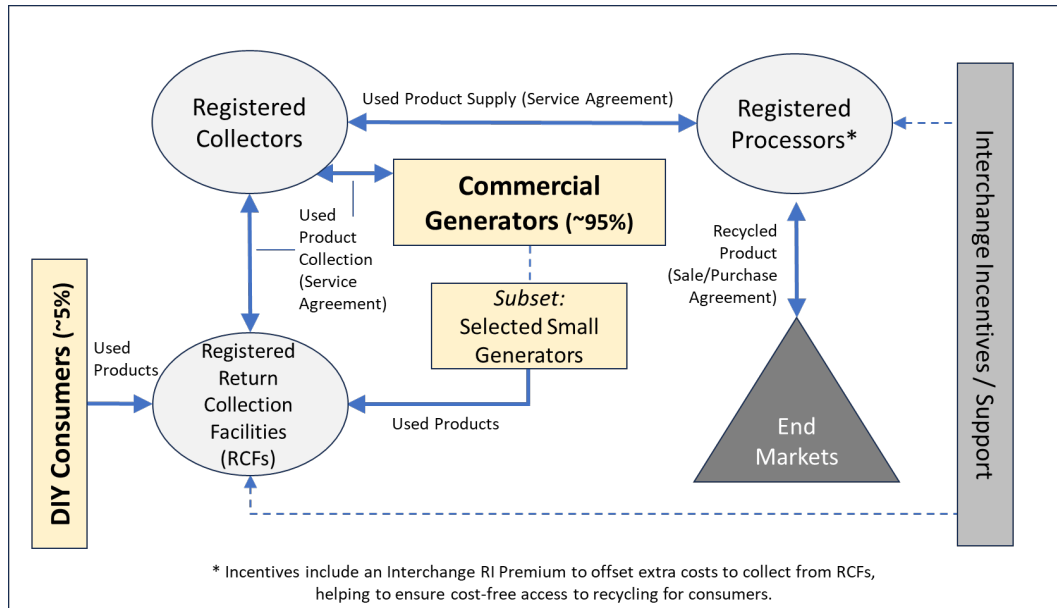 Registered
Collectors
Used Product Supply (Service Agreement)
Registered
Processors*
Commercial
Generators (~95%)
Used
Product
Collection
(Service
Agreement)
Recycled
Product
(Sale/Purchase
Agreement)
Subset:
Selected Small
Generators
DIY Consumers (~5%)
Used
Products
Registered
Return
Collection
Facilities
(RCFs)
Used Products
End
Markets
Interchange Incentives / Support
* Incentives include an Interchange RI Premium to offset extra costs to collect from RCFs,
helping to ensure cost-free access to recycling for consumers.